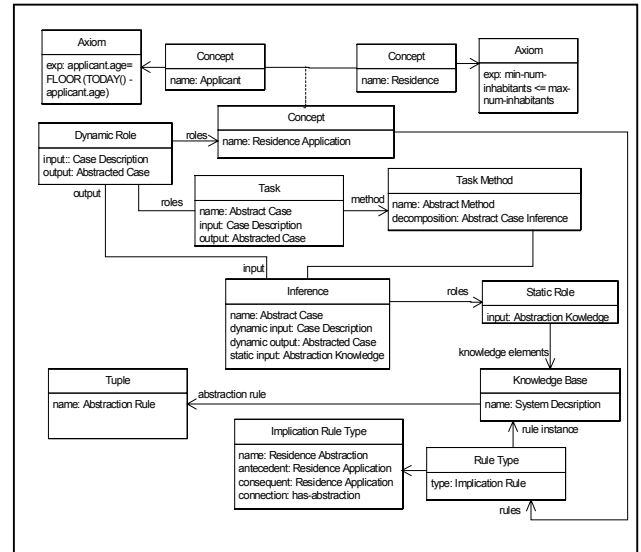 Axiom
exp: applicant.age=
FLOOR (TODAY() -
applicant.age)
Concept
name: Applicant
Concept
name: Residence
Axiom
exp: min-num-
inhabitants <= max-
num-inhabitants
Concept
name: Residence Application
Dynamic Role
input:: Case Description
output: Abstracted Case
roles
output
roles
Task
name: Abstract Case
input: Case Description
output: Abstracted Case
method
Task Method
name: Abstract Method
decomposition: Abstract Case Inference
input
Inference
name: Abstract Case
dynamic input: Case Description
dynamic output: Abstracted Case
static input: Abstraction Knowledge
roles
Static Role
input: Abstraction Kowledge
knowledge elements
Tuple
name: Abstraction Rule
abstraction rule
Knowledge Base
name: System Decsription
rule instance
Implication Rule Type
name: Residence Abstraction
antecedent: Residence Application
consequent: Residence Application
connection: has-abstraction
Rule Type
type: Implication Rule
rules